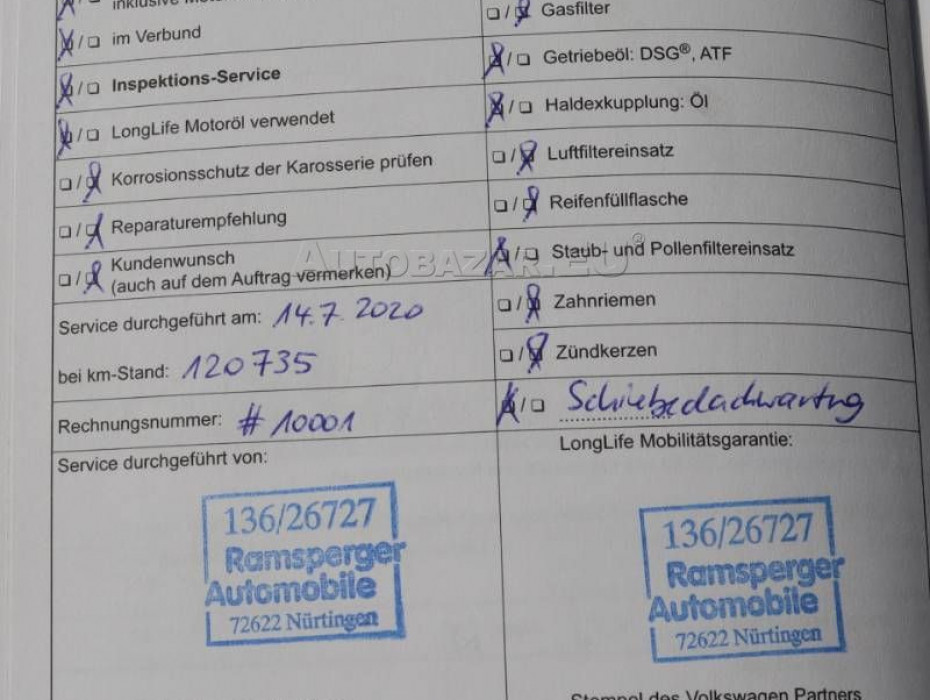 inklusive
im Verbund
Inspektions-Service
LongLife Motoröl verwendet
Korrosionsschutz der Karosserie prüfen
Reparaturempfehlung
Kundenwunsch
(auch auf dem Auftrag vermerken)
Service durchgeführt am: 14.7.2020
bei km-Stand: 120735
Rechnungsnummer: #10001
Service durchgeführt von:
136/26727
Ramsperger
Automobile
72622 Nürtingen
Gasfilter
Getriebeöl: DSG®, ATF
Haldexkupplung: Öl
Luftfiltereinsatz
Reifenfüllflasche
Staub- und Pollenfiltereinsatz
Zahnriemen
Zündkerzen
Schiebedachwartung
LongLife Mobilitätsgarantie:
136/26727
Ramsperger
Automobile
72622 Nürtingen
Stempel des Volkswagen Partners
AUTOBAZAR.EU